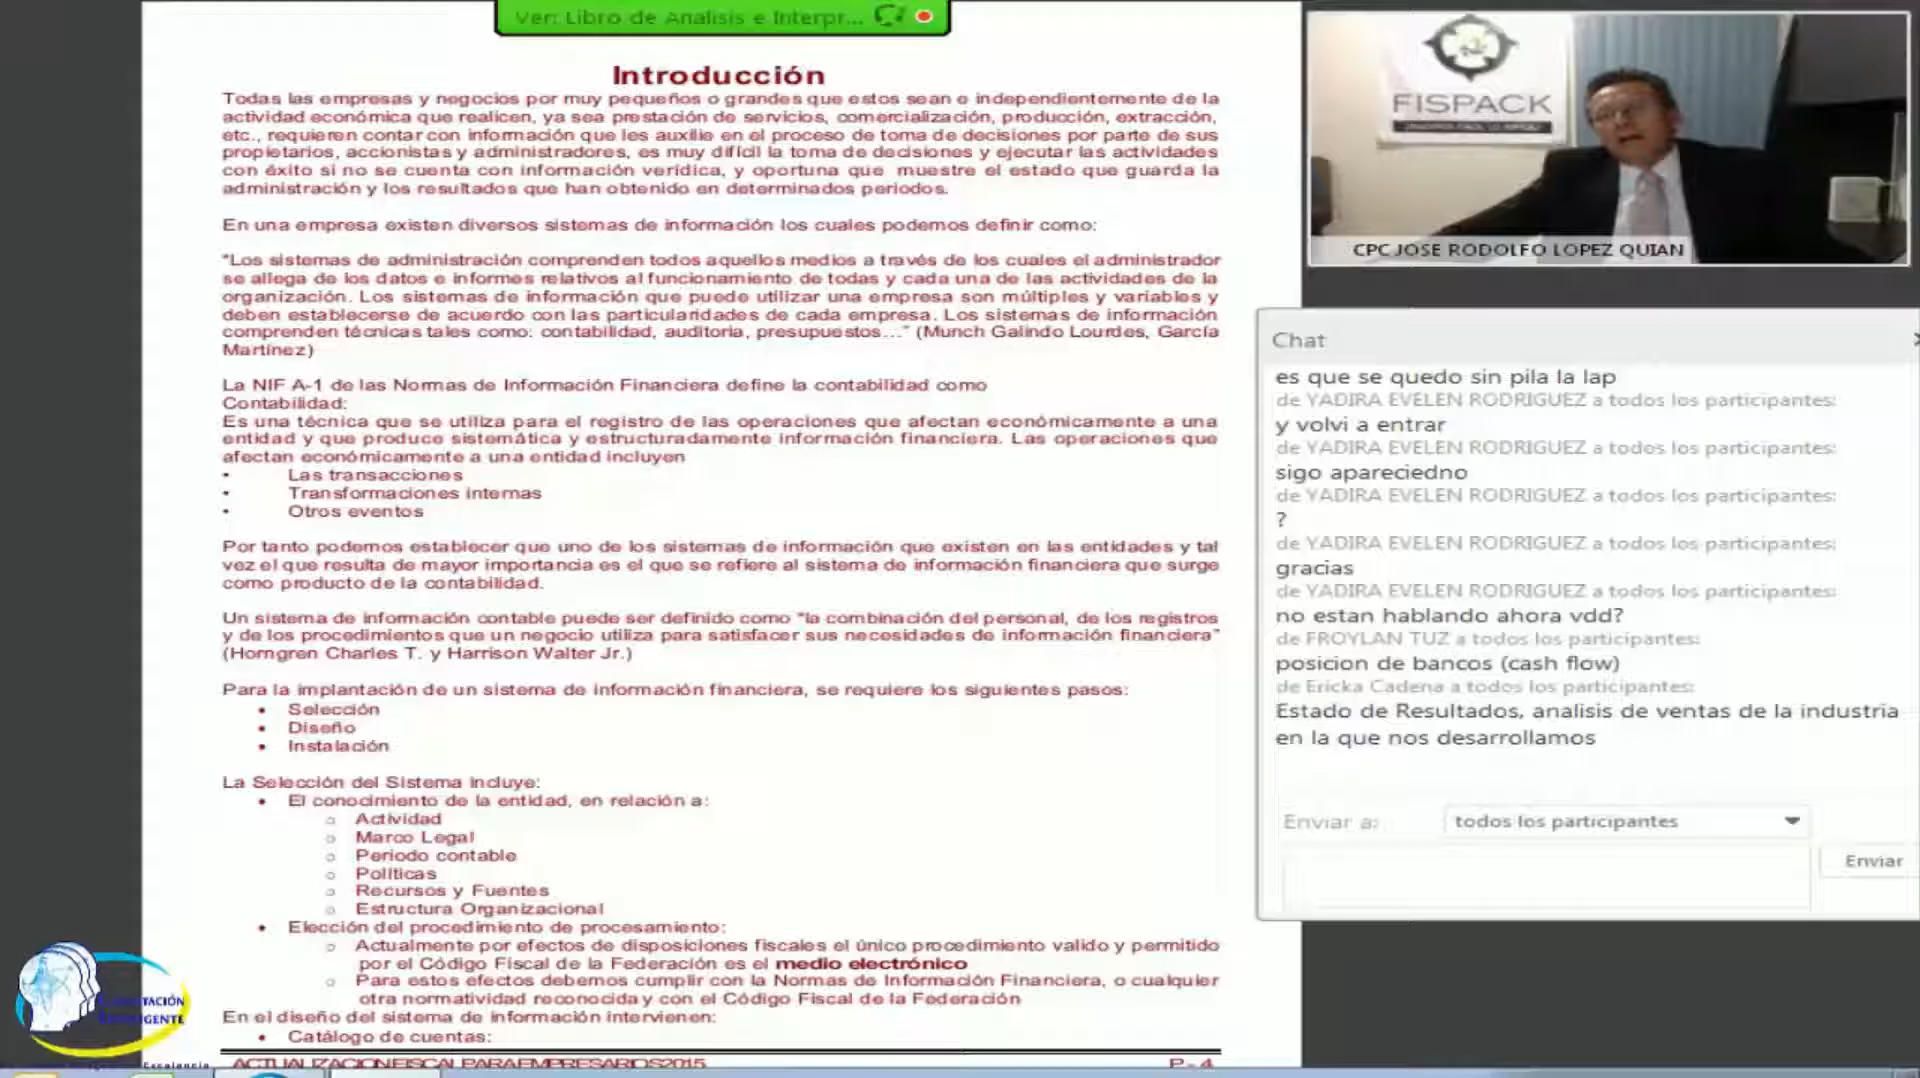 Ver: Libro de Analisis e Interpr...
Introducción
Todas las empresas y negocios por muy pequeños o grandes que estos sean e independientemente de la
actividad económica que realicen, ya sea prestación de servicios, comercialización, producción, extracción,
etc., requieren contar con información que les auxilie en el proceso de toma de decisiones por parte de sus
propietarios, accionistas y administradores, es muy difícil la toma de decisiones y ejecutar las actividades
con éxito si no se cuenta con información verídica, y oportuna que muestre el estado que guarda la
administración y los resultados que han obtenido en determinados periodos.
En una empresa existen diversos sistemas de información los cuales podemos definir como:
"Los sistemas de administración comprenden todos aquellos medios a través de los cuales el administrador
se allega de los datos e informes relativos al funcionamiento de todas y cada una de las actividades de la
organización. Los sistemas de información que puede utilizar una empresa son múltiples y variables y
deben establecerse de acuerdo con las particularidades de cada empresa. Los sistemas de información
comprenden técnicas tales como: contabilidad, auditoria, presupuestos..." (Munch Galindo Lourdes, García
Martínez)
La NIF A-1 de las Normas de Información Financiera define la contabilidad como
Contabilidad:
Es una técnica que se utiliza para el registro de las operaciones que afectan económicamente a una
entidad y que produce sistemática y estructuradamente información financiera. Las operaciones que
afectan económicamente a una entidad incluyen
• Las transacciones
• Transformaciones internas
• Otros eventos
Por tanto podemos establecer que uno de los sistemas de información que existen en las entidades y tal
vez el que resulta de mayor importancia es el que se refiere al sistema de información financiera que surge
como producto de la contabilidad.
Un sistema de información contable puede ser definido como "la combinación del personal, de los registros
y de los procedimientos que un negocio utiliza para satisfacer sus necesidades de información financiera"
(Horngren Charles T. y Harrison Walter Jr.)
Para la implantación de un sistema de información financiera, se requiere los siguientes pasos:
• Selección
• Diseño
• Instalación
La Selección del Sistema Incluye:
• El conocimiento de la entidad, en relación a:
o Actividad
o Marco Legal
o Periodo contable
o Políticas
o Recursos y Fuentes
o Estructura Organizacional
• Elección del procedimiento de procesamiento:
o Actualmente por efectos de disposiciones fiscales el único procedimiento valido y permitido
por el Código Fiscal de la Federación es el medio electrónico
o Para estos efectos debemos cumplir con la Normas de Información Financiera, o cualquier
otra normatividad reconocida y con el Código Fiscal de la Federación
En el diseño del sistema de información intervienen:
• Catálogo de cuentas:
ACTUALIZACION FISCAL PARA EMPRESARIOS 2015 P - 4
FISPACK
CPC JOSE RODOLFO LOPEZ QUIAN
Chat
es que se quedo sin pila la lap
de YADIRA EVELEN RODRIGUEZ a todos los participantes:
y volvi a entrar
de YADIRA EVELEN RODRIGUEZ a todos los participantes:
sigo apareciedno
de YADIRA EVELEN RODRIGUEZ a todos los participantes:
?
de YADIRA EVELEN RODRIGUEZ a todos los participantes:
gracias
de YADIRA EVELEN RODRIGUEZ a todos los participantes:
no estan hablando ahora vdd?
de FROYLAN TUZ a todos los participantes:
posicion de bancos (cash flow)
de Ericka Cadena a todos los participantes:
Estado de Resultados, analisis de ventas de la industria
en la que nos desarrollamos
Enviar a:
todos los participantes
Enviar
Excelencia